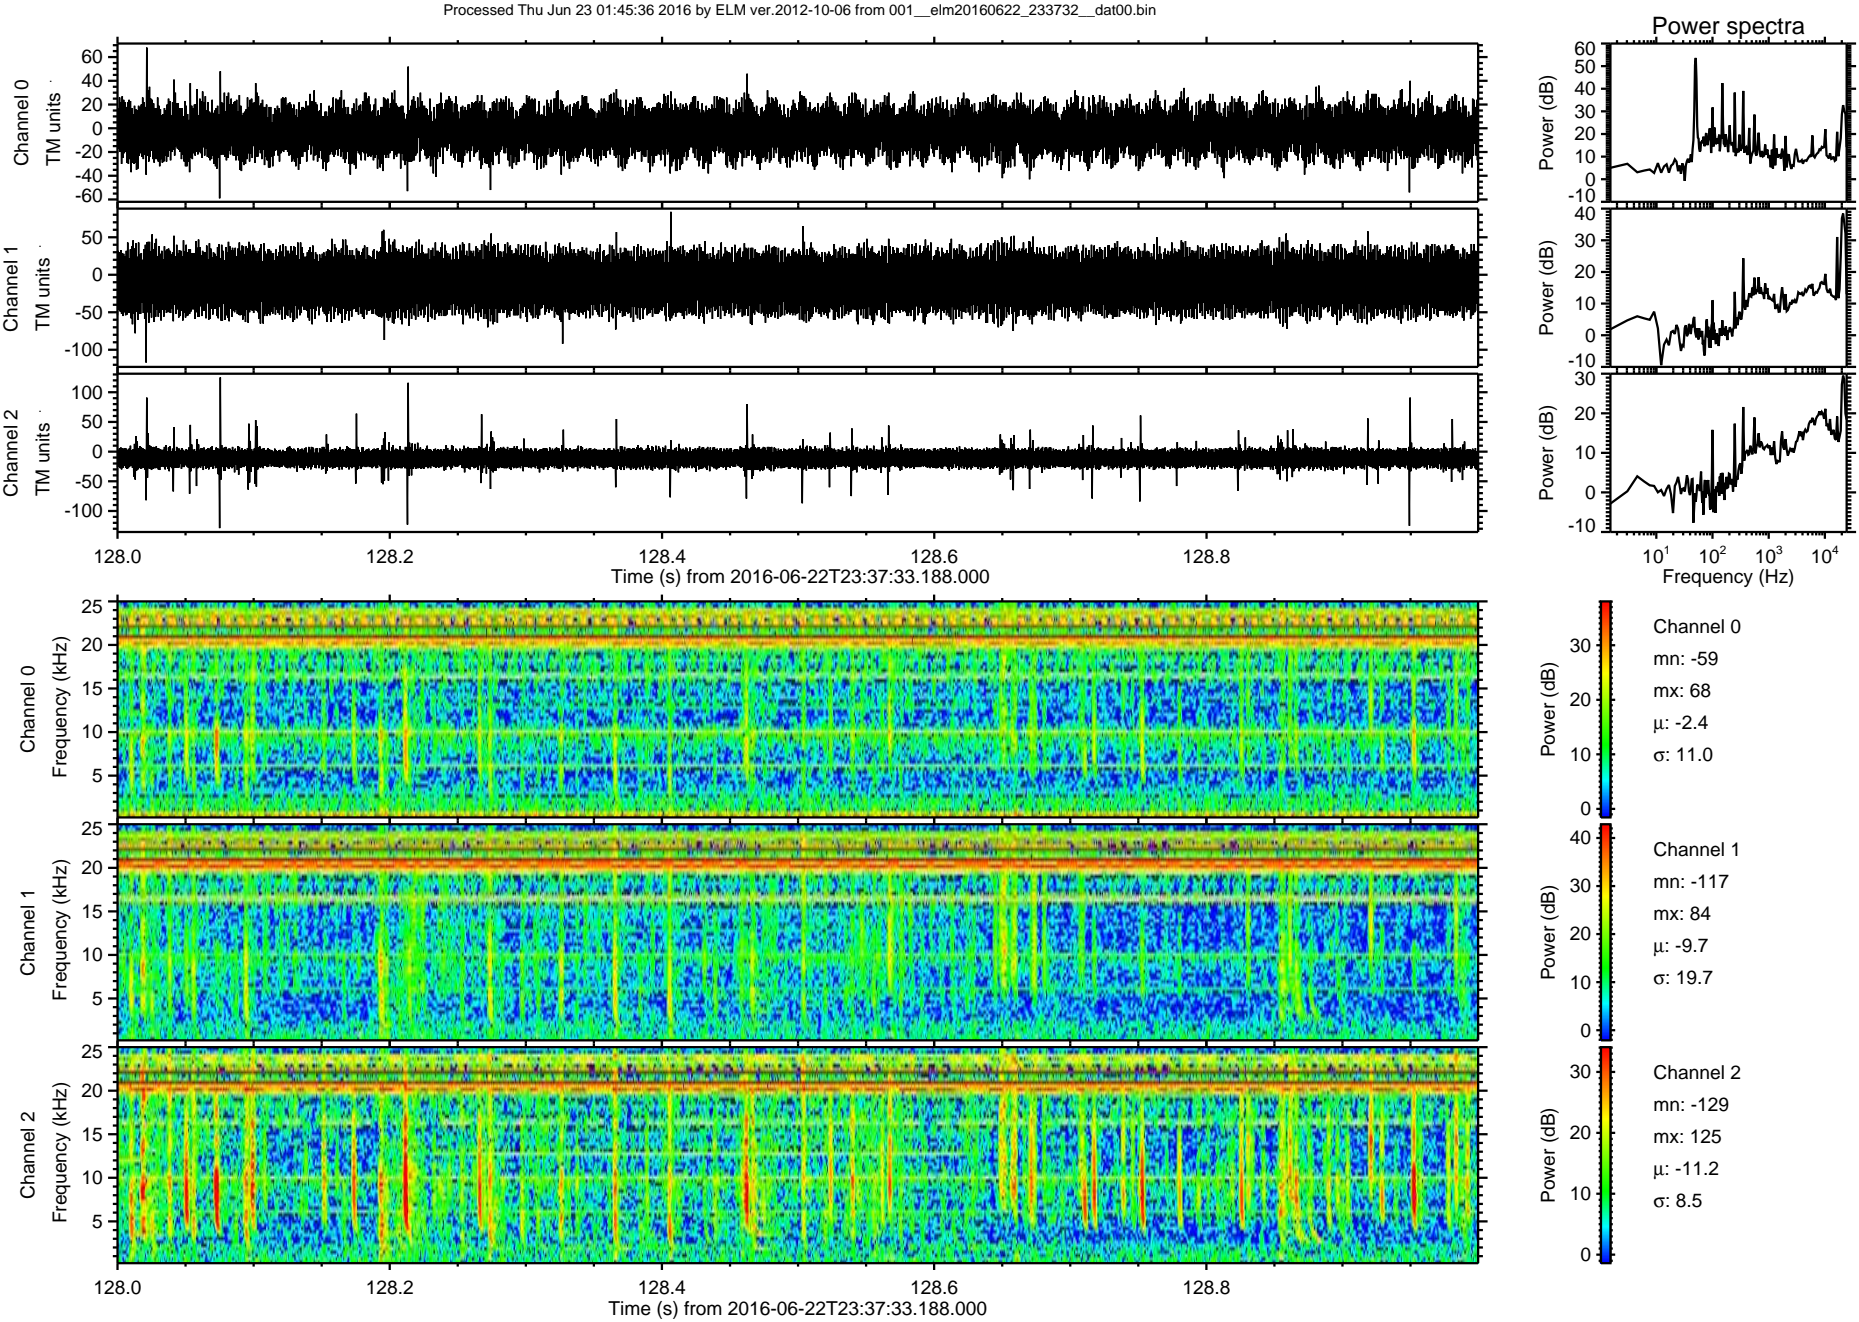 Processed Thu Jun 23 01:45:36 2016 by ELM ver.2012-10-06 from 001__elm20160622_233732__dat00.bin
Power spectra
Channel 0
TM units
60
40
20
0
-20
-40
-60
Power (dB)
60
50
40
30
20
10
0
-10
Channel 1
TM units
50
0
-50
-100
Power (dB)
40
30
20
10
0
-10
Channel 2
TM units
100
50
0
-50
-100
Power (dB)
30
20
10
0
-10
128.0 128.2 128.4 128.6 128.8
Time (s) from 2016-06-22T23:37:33.188.000
10¹ 10² 10³ 10⁴
Frequency (Hz)
Channel 0
Frequency (kHz)
25
20
15
10
5
Power (dB)
30
20
10
0
Channel 0
mn: -59
mx: 68
μ: -2.4
σ: 11.0
Channel 1
Frequency (kHz)
25
20
15
10
5
Power (dB)
40
30
20
10
0
Channel 1
mn: -117
mx: 84
μ: -9.7
σ: 19.7
Channel 2
Frequency (kHz)
25
20
15
10
5
Power (dB)
30
20
10
0
Channel 2
mn: -129
mx: 125
μ: -11.2
σ: 8.5
128.0 128.2 128.4 128.6 128.8
Time (s) from 2016-06-22T23:37:33.188.000